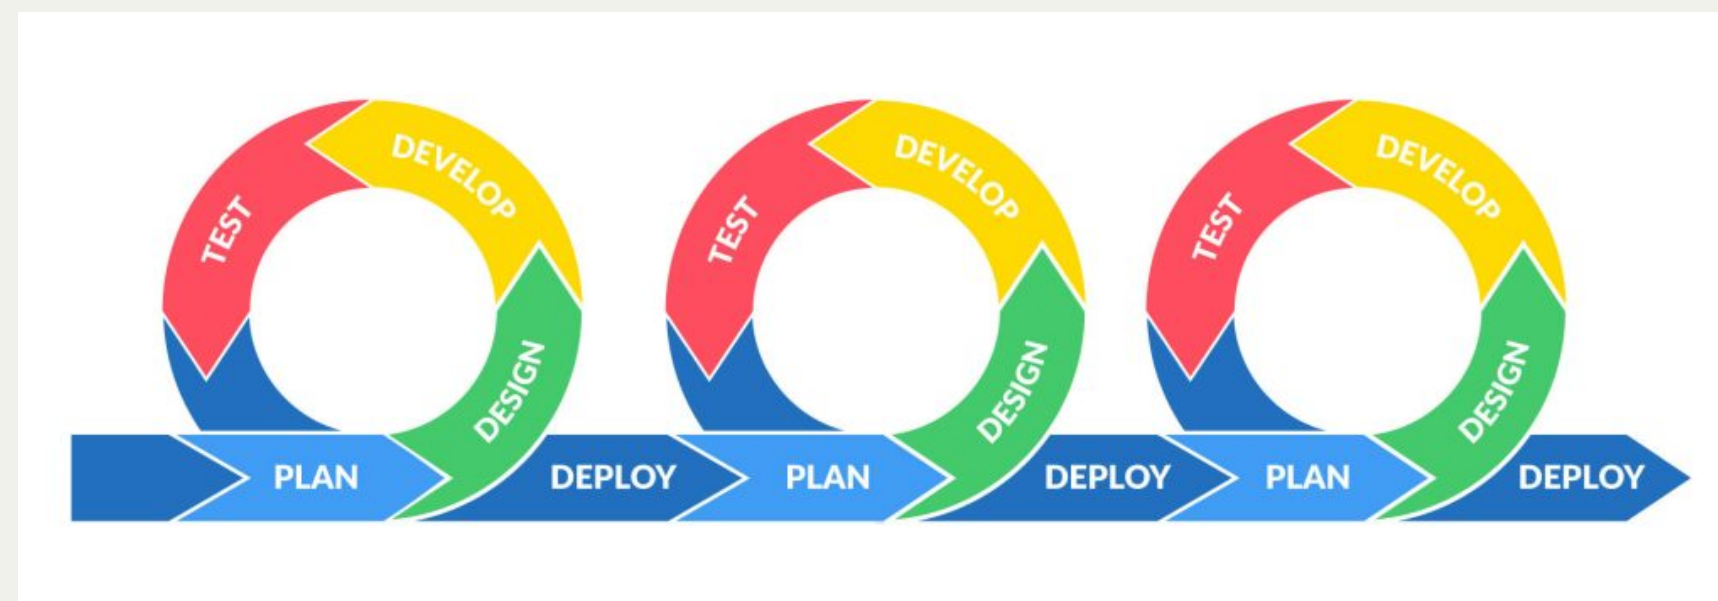 DEVELOP
TEST
DESIGN
PLAN
DEPLOY
DEVELOP
TEST
DESIGN
PLAN
DEPLOY
DEVELOP
TEST
DESIGN
PLAN
DEPLOY